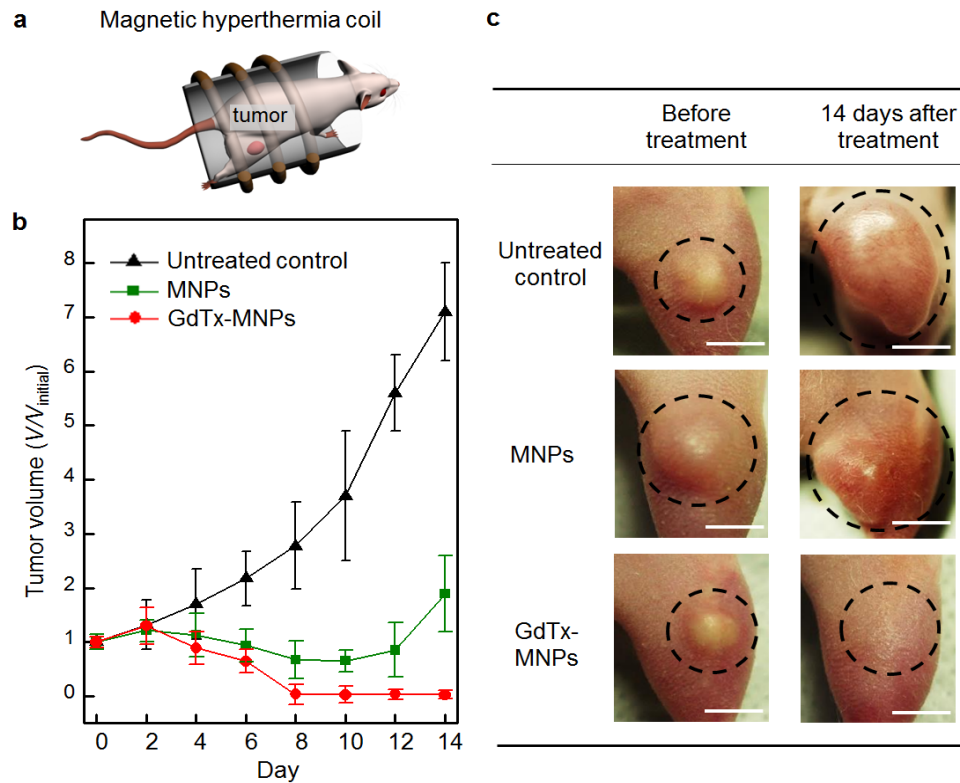 a
Magnetic hyperthermia coil
tumor
b
Tumor volume (V/Vinitial)
8
7
6
5
4
3
2
1
0
Untreated control
MNPs
GdTx-MNPs
0 2 4 6 8 10 12 14
Day
c
Before
treatment
14 days after
treatment
Untreated
control
MNPs
GdTx-
MNPs